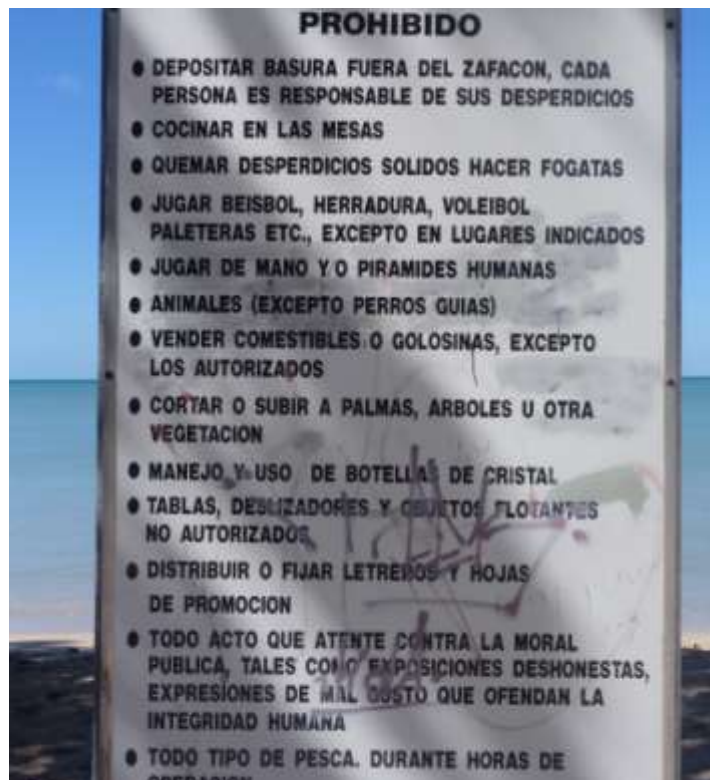 PROHIBIDO
● DEPOSITAR BASURA FUERA DEL ZAFACON, CADA
PERSONA ES RESPONSABLE DE SUS DESPERDICIOS
● COCINAR EN LAS MESAS
● QUEMAR DESPERDICIOS SOLIDOS HACER FOGATAS
● JUGAR BEISBOL, HERRADURA, VOLEIBOL
PALETERAS ETC., EXCEPTO EN LUGARES INDICADOS
● JUGAR DE MANO Y O PIRAMIDES HUMANAS
● ANIMALES (EXCEPTO PERROS GUIAS)
● VENDER COMESTIBLES O GOLOSINAS, EXCEPTO
LOS AUTORIZADOS
● CORTAR O SUBIR A PALMAS, ARBOLES U OTRA
VEGETACION
● MANEJO Y USO DE BOTELLAS DE CRISTAL
● TABLAS, DESLIZADORES Y OBJETOS FLOTANTES
NO AUTORIZADOS
● DISTRIBUIR O FIJAR LETREROS Y HOJAS
DE PROMOCION
● TODO ACTO QUE ATENTE CONTRA LA MORAL
PUBLICA, TALES COMO EXPOSICIONES DESHONESTAS,
EXPRESIONES DE MAL GUSTO QUE OFENDAN LA
INTEGRIDAD HUMANA
● TODO TIPO DE PESCA. DURANTE HORAS DE